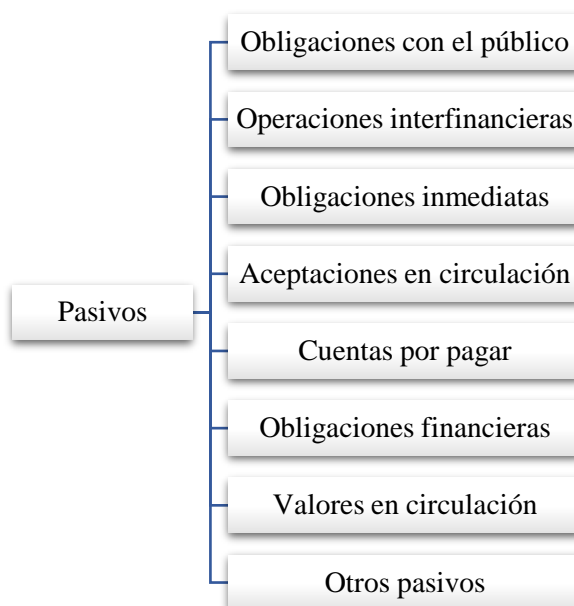 Pasivos
Obligaciones con el público
Operaciones interfinancieras
Obligaciones inmediatas
Aceptaciones en circulación
Cuentas por pagar
Obligaciones financieras
Valores en circulación
Otros pasivos